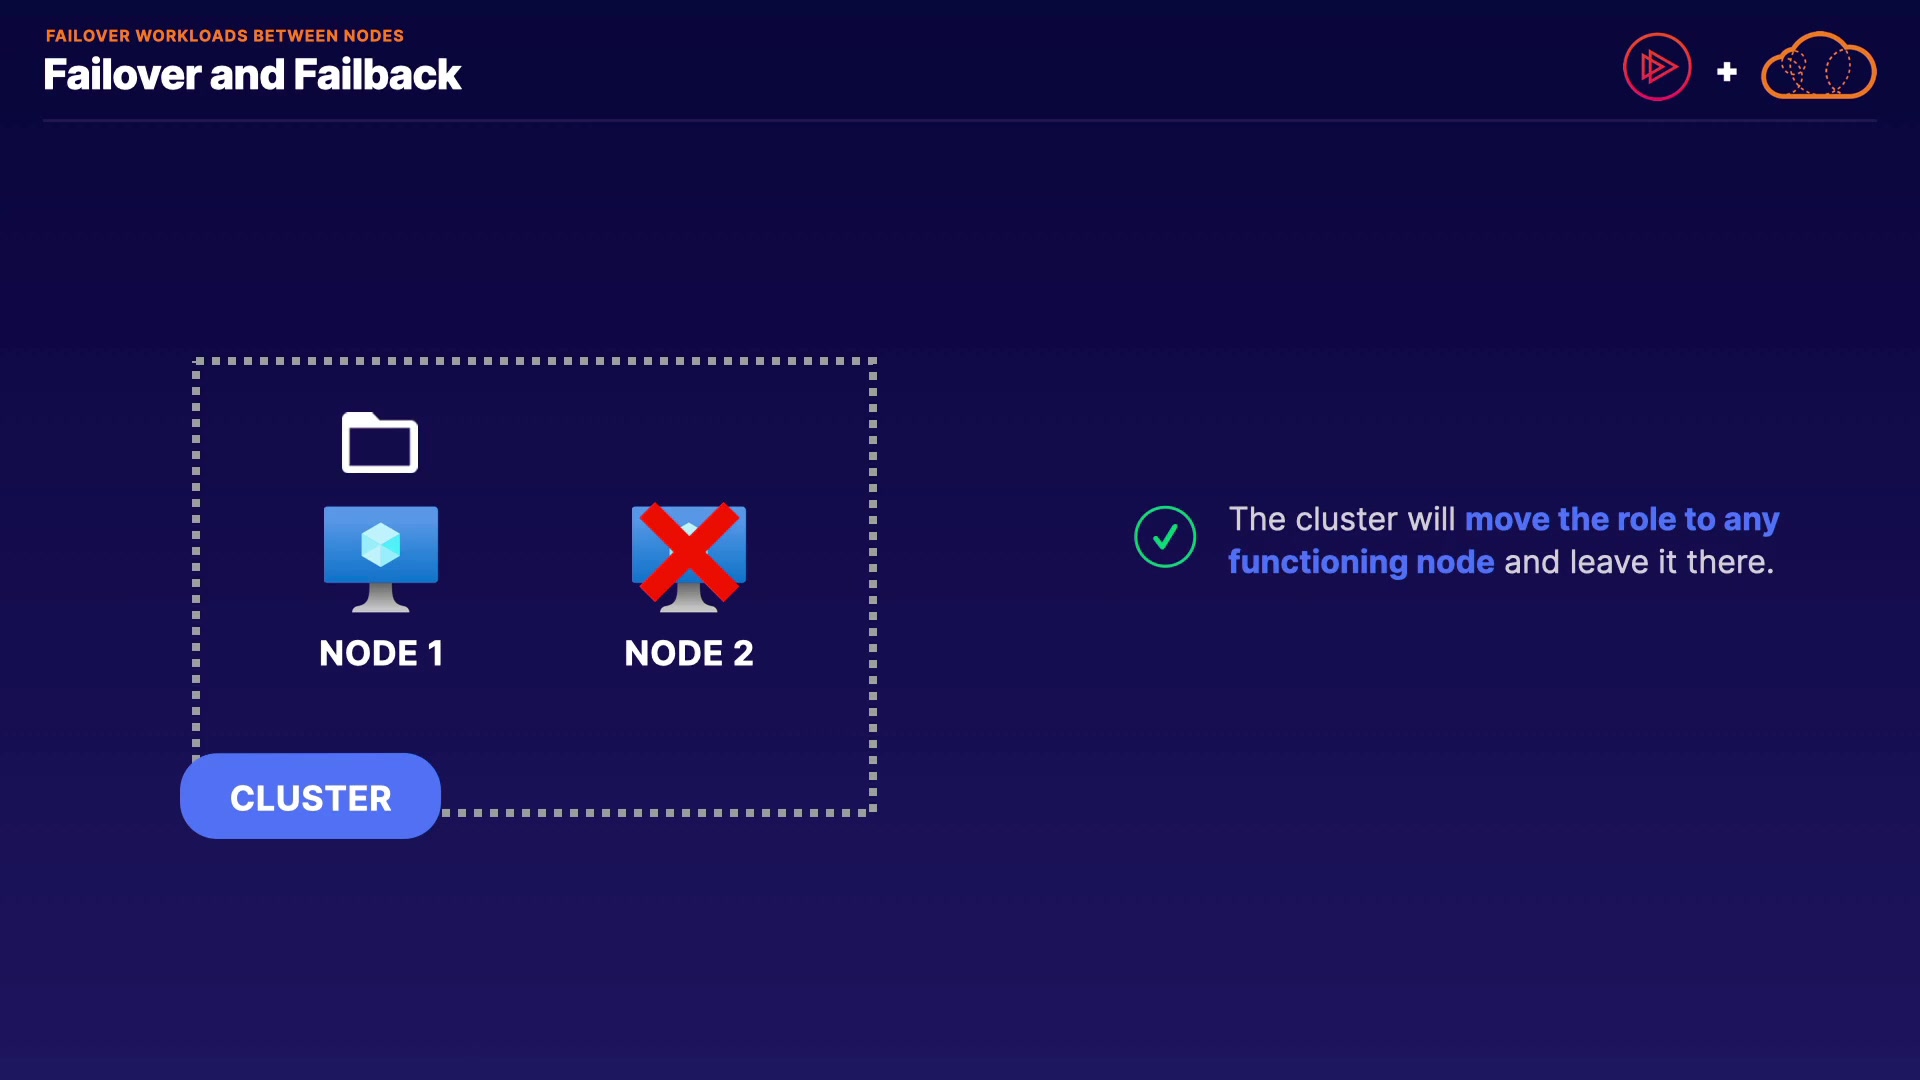 FAILOVER WORKLOADS BETWEEN NODES
Failover and Failback
NODE 1
NODE 2
CLUSTER
The cluster will move the role to any
functioning node and leave it there.